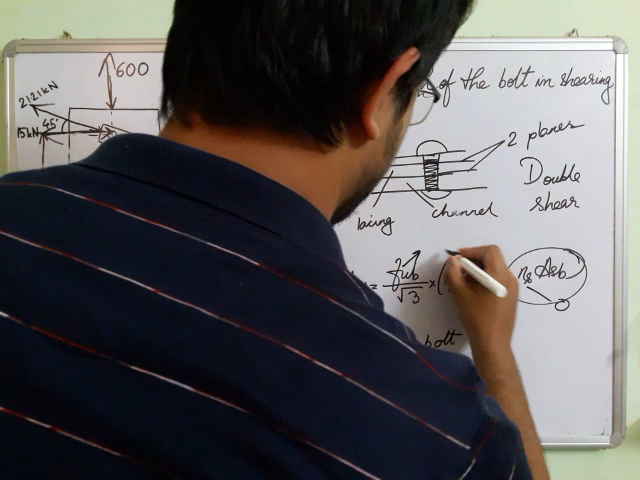 600
21.21KN
45°
15KN
of the bolt in shearing
2 planes
Double
shear
lacing
channel
= fub/√3 × ( ns Asb
bolt